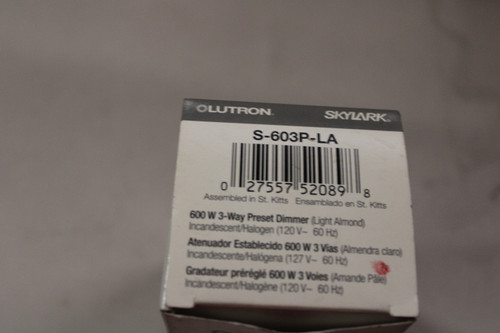 LUTRON. SKYLARK.
S-603P-LA
0 27557 52089 8
Assembled in St. Kitts Ensamblado en St. Kitts
600 W 3-Way Preset Dimmer (Light Almond)
Incandescent/Halogen (120 V~ 60 Hz)
Atenuador Establecido 600 W 3 Vías (Almendra claro)
Incandescente/Halógena (127 V~ 60 Hz)
Gradateur préréglé 600 W 3 Voies (Amande Pâle)
Incandescent/Halogène (120 V~ 60 Hz)